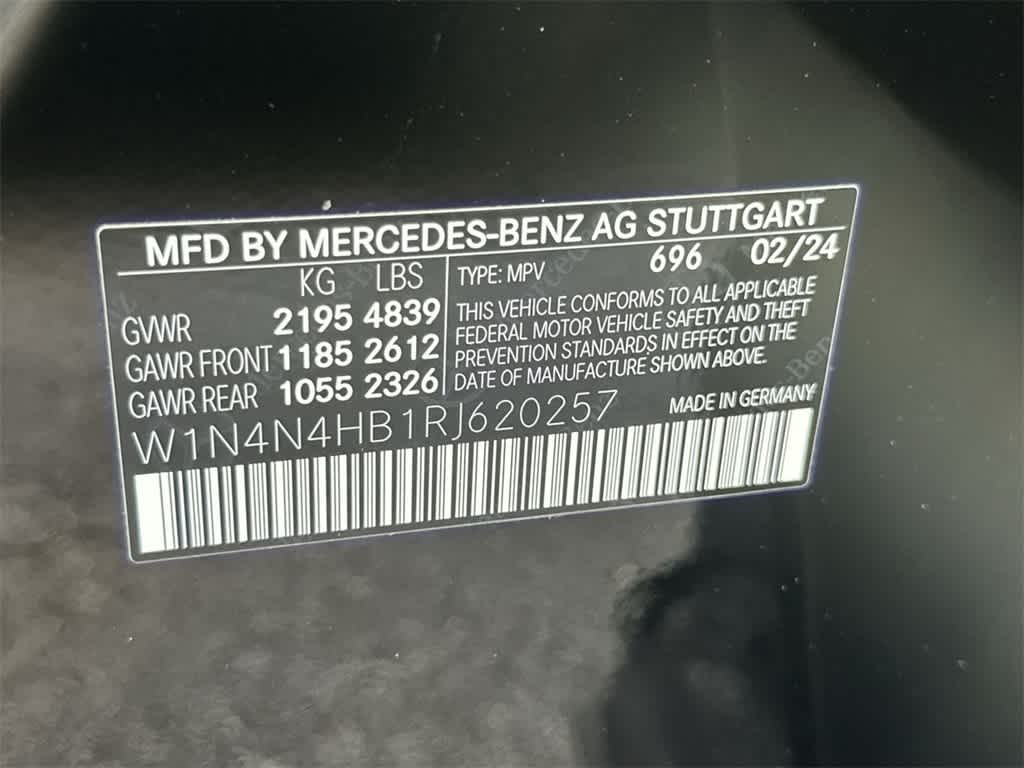 MFD BY MERCEDES-BENZ AG STUTTGART
KG LBS
GVWR 2195 4839
GAWR FRONT 1185 2612
GAWR REAR 1055 2326
TYPE: MPV 696 02/24
THIS VEHICLE CONFORMS TO ALL APPLICABLE
FEDERAL MOTOR VEHICLE SAFETY AND THEFT
PREVENTION STANDARDS IN EFFECT ON THE
DATE OF MANUFACTURE SHOWN ABOVE.
W1N4N4HB1RJ620257
MADE IN GERMANY